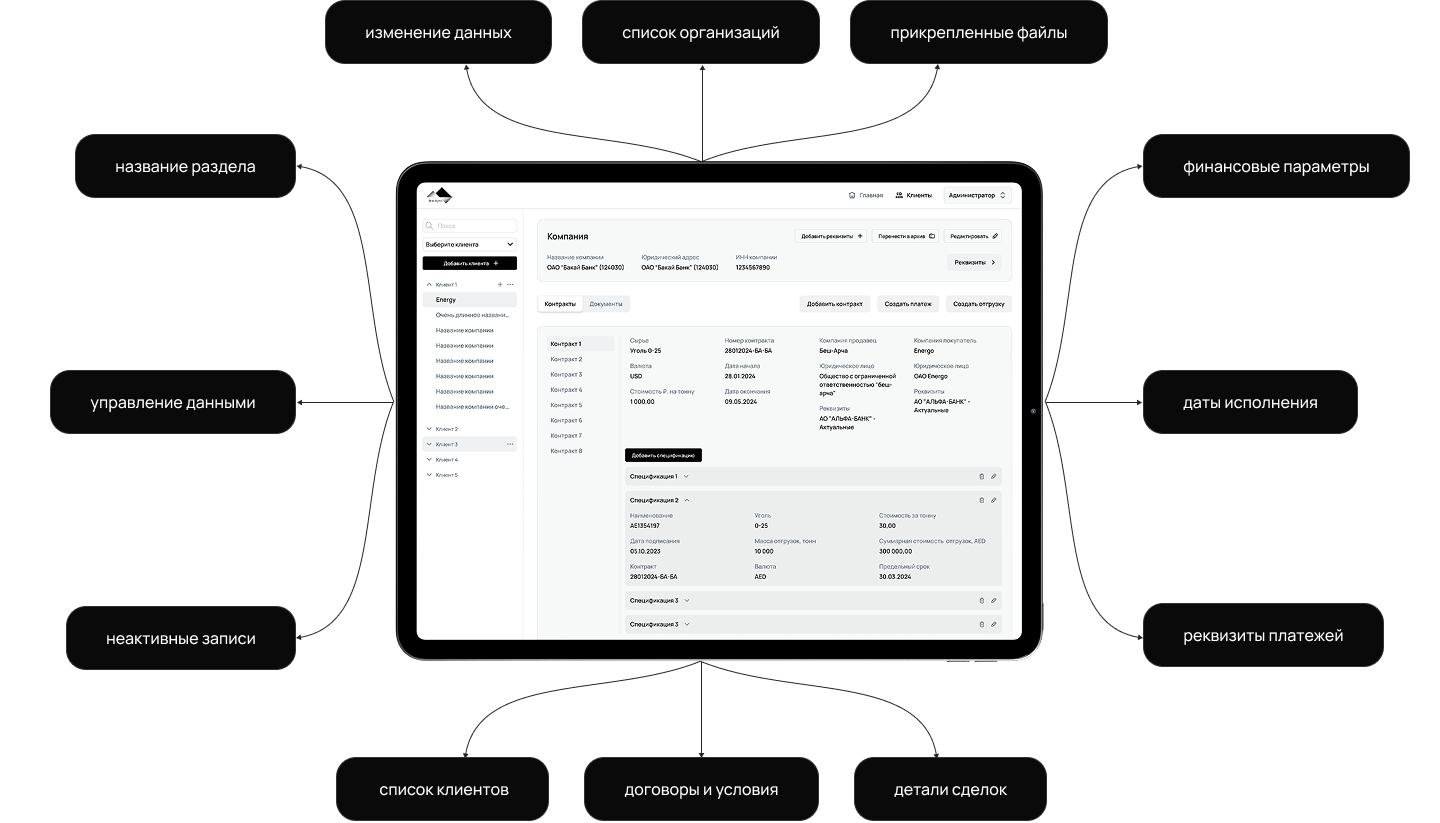 изменение данных
список организаций
прикрепленные файлы
название раздела
финансовые параметры
управление данными
даты исполнения
неактивные записи
реквизиты платежей
список клиентов
договоры и условия
детали сделок
Главная
Клиенты
Администратор
Поиск
Выберите клиента
Добавить клиента +
Клиент 1
Energy
Очень длинное названи...
Название компании
Название компании
Название компании
Название компании
Название компании
Название компании оче...
Клиент 2
Клиент 3
Клиент 4
Клиент 5
Компания
Добавить реквизиты +
Перенести в архив
Редактировать
Название компании
Юридический адрес
ИНН компании
ОАО "Бакай Банк" (124030)
ОАО "Бакай Банк" (124030)
1234567890
Реквизиты
Контракты
Документы
Добавить контракт
Создать платеж
Создать отгрузку
Контракт 1
Контракт 2
Контракт 3
Контракт 4
Контракт 5
Контракт 6
Контракт 7
Контракт 8
Сырье
Уголь 0-25
Валюта
USD
Стоимость ₽. на тонну
1 000,00
Номер контракта
28012024-БА-БА
Дата начала
28.01.2024
Дата окончания
09.05.2024
Компания продавец
Беш-Арча
Юридическое лицо
Общество с ограниченной
ответственностью "беш-
арча"
Реквизиты
АО "АЛЬФА-БАНК" -
Актуальные
Компания покупатель
Energo
Юридическое лицо
ОАО Energo
Реквизиты
АО "АЛЬФА-БАНК" -
Актуальные
Добавить спецификацию
Спецификация 1
Спецификация 2
Наименование
Уголь
Стоимость за тонну
AE1354197
0-25
30,00
Дата подписания
Масса отгрузок, тонн
Суммарная стоимость отгрузок, AED
05.10.2023
10 000
300 000,00
Контракт
Валюта
Предельный срок
28012024-БА-БА
AED
30.03.2024
Спецификация 3
Спецификация 3